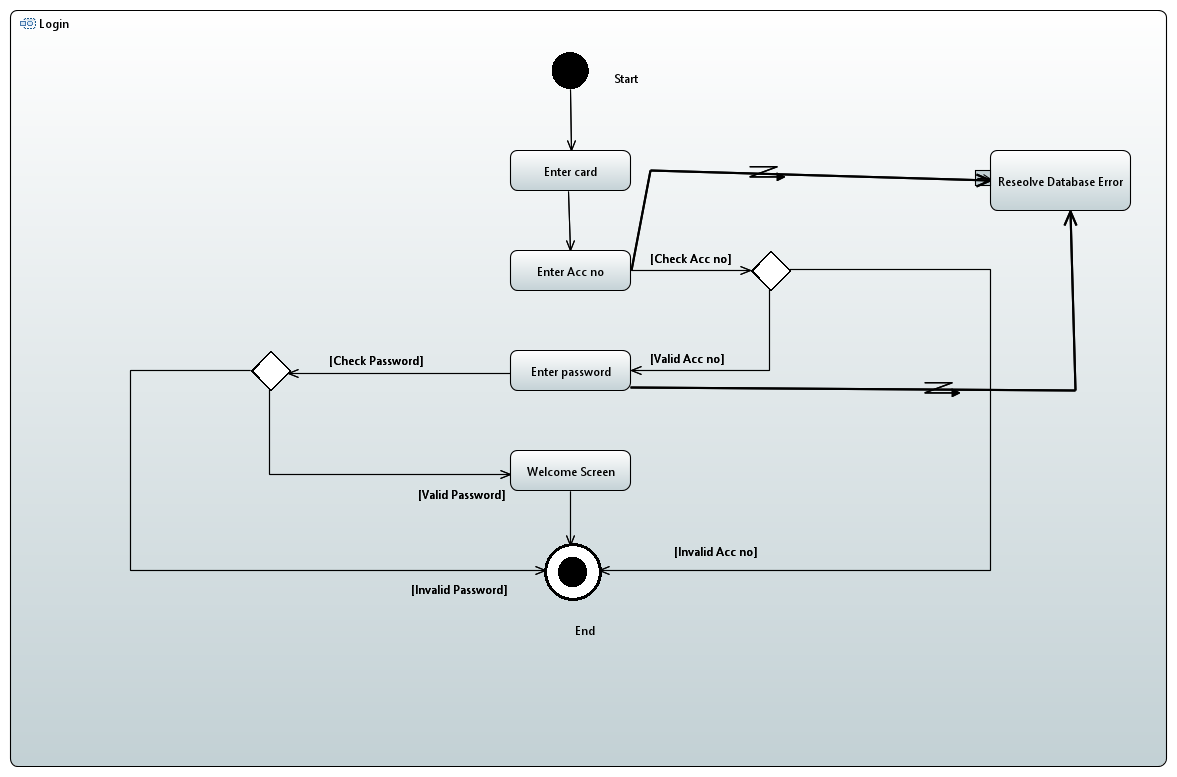 Login
Start
Enter card
Reseolve Database Error
Enter Acc no
[Check Acc no]
[Check Password]
Enter password
[Valid Acc no]
Welcome Screen
[Valid Password]
[Invalid Acc no]
[Invalid Password]
End